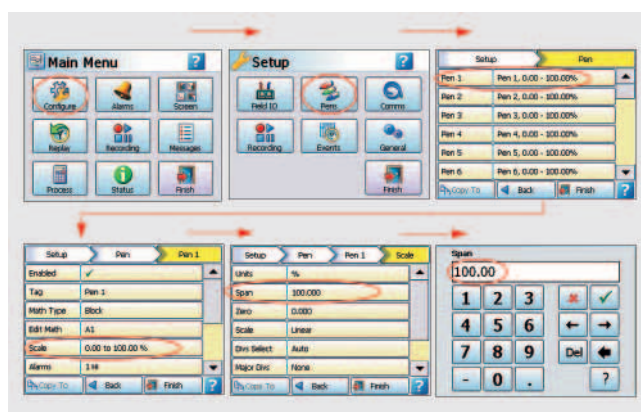 Main Menu ?
Configure Alarms Screen
Replay Recording Messages
Process Status Finish
Setup ?
Field IO Pens Comms
Recording Events General
Finish
Setup Pen
Pen 1 Pen 1, 0.00 - 100.00%
Pen 2 Pen 2, 0.00 - 100.00%
Pen 3 Pen 3, 0.00 - 100.00%
Pen 4 Pen 4, 0.00 - 100.00%
Pen 5 Pen 5, 0.00 - 100.00%
Pen 6 Pen 6, 0.00 - 100.00%
Copy To Back Finish ?
Setup Pen Pen 1
Enabled
Tag Pen 1
Math Type Block
Edit Math A1
Scale 0.00 to 100.00 %
Alarms
Copy To Back Finish ?
Setup Pen Pen 1 Scale
Units %
Span 100.000
Zero 0.000
Scale Linear
Divs Select Auto
Major Divs None
Copy To Back Finish ?
Span
100.00
1 2 3
4 5 6
7 8 9 Del
- 0 . ?